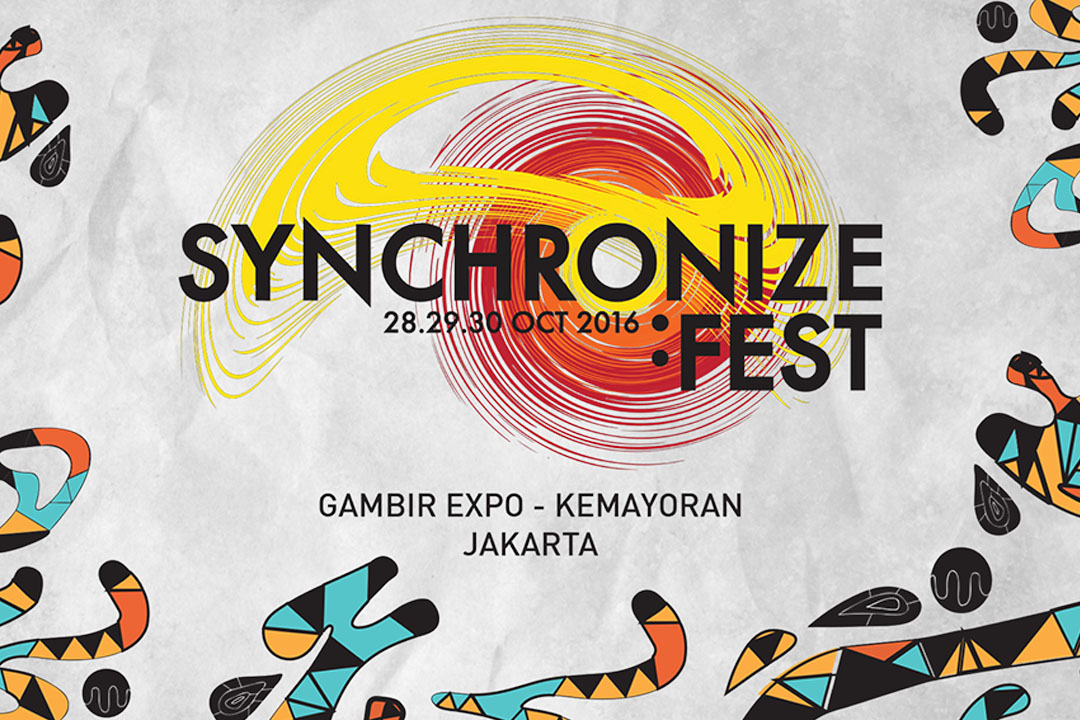 SYNCHRONIZE
28.29.30 OCT 2016 :FEST
GAMBIR EXPO - KEMAYORAN
JAKARTA